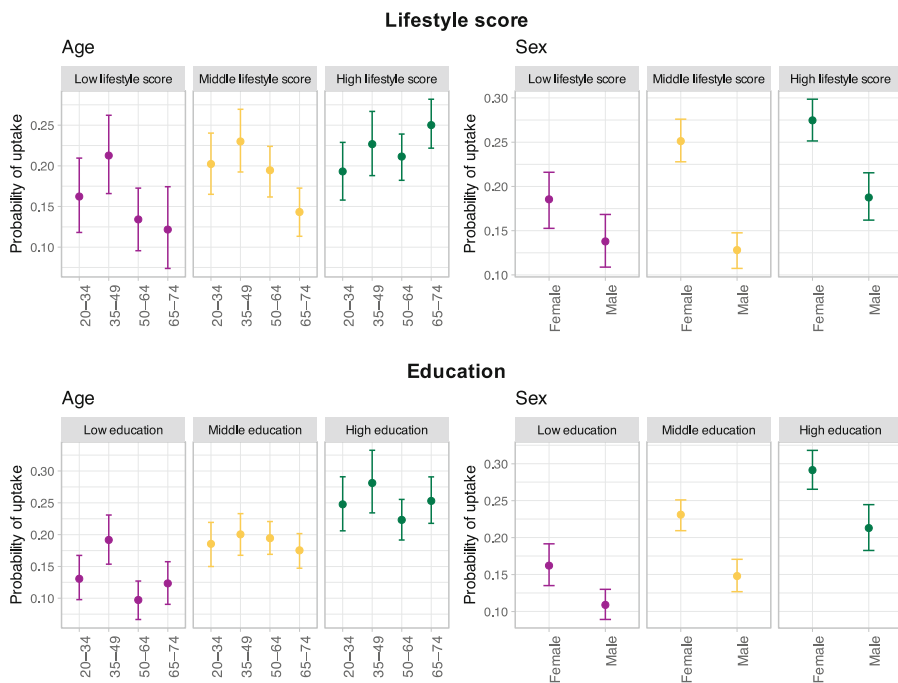 Lifestyle score
Age
Low lifestyle score Middle lifestyle score High lifestyle score
Probability of uptake
0.25
0.20
0.15
0.10
20–34 35–49 50–64 65–74 20–34 35–49 50–64 65–74 20–34 35–49 50–64 65–74
Sex
Low lifestyle score Middle lifestyle score High lifestyle score
Probability of uptake
0.30
0.25
0.20
0.15
0.10
Female Male Female Male Female Male
Education
Age
Low education Middle education High education
Probability of uptake
0.30
0.25
0.20
0.15
0.10
20–34 35–49 50–64 65–74 20–34 35–49 50–64 65–74 20–34 35–49 50–64 65–74
Sex
Low education Middle education High education
Probability of uptake
0.30
0.25
0.20
0.15
0.10
Female Male Female Male Female Male